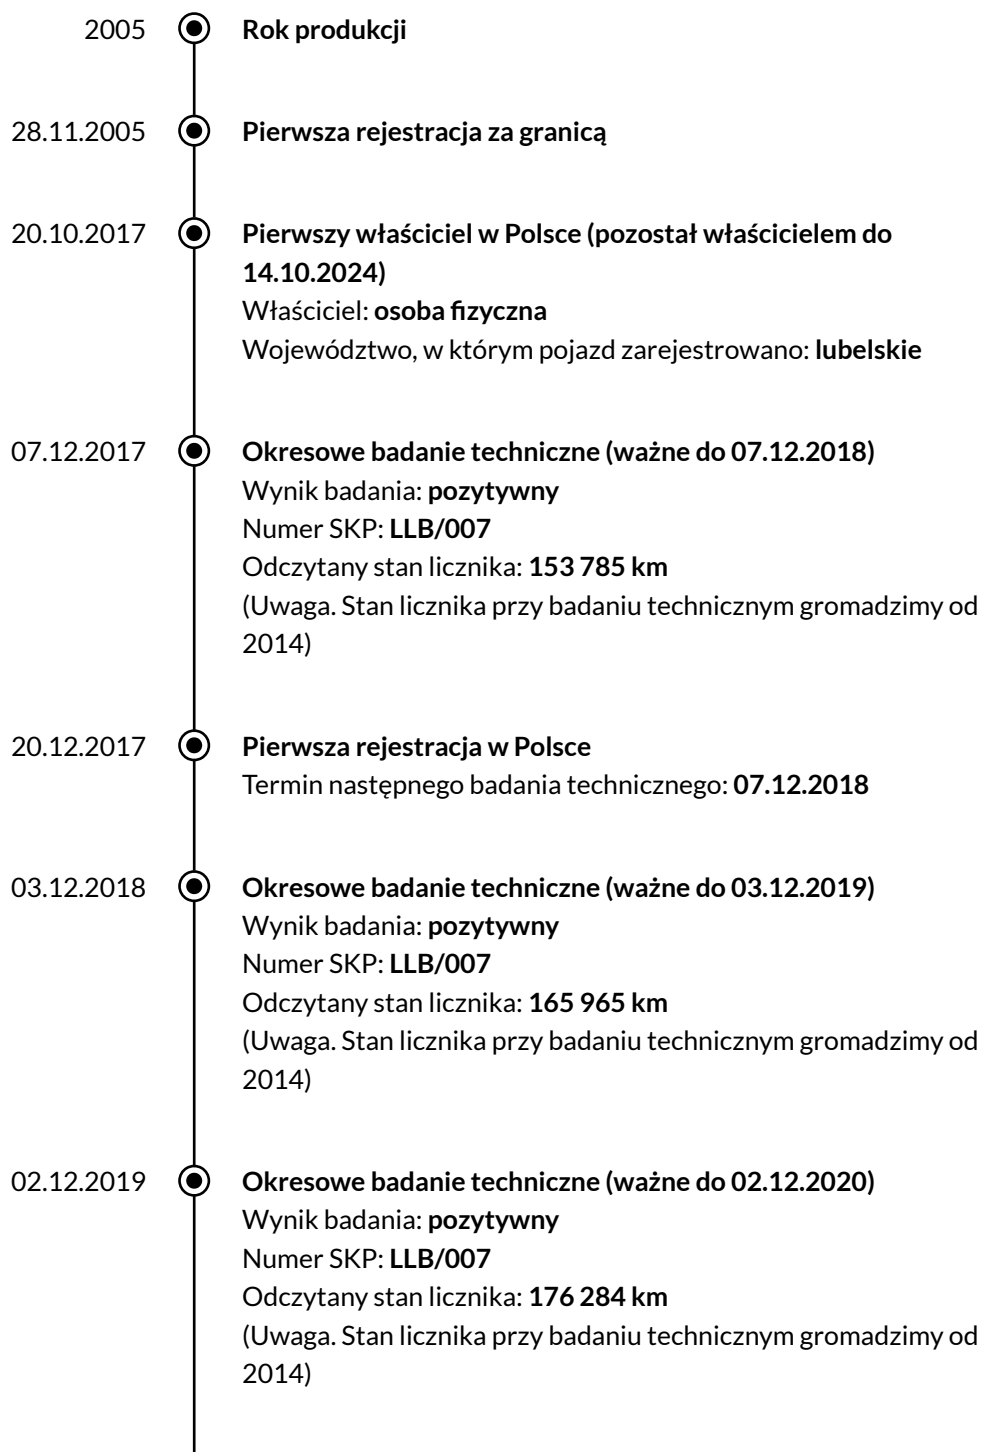 2005 Rok produkcji
28.11.2005 Pierwsza rejestracja za granicą
20.10.2017 Pierwszy właściciel w Polsce (pozostał właścicielem do
14.10.2024)
Właściciel: osoba fizyczna
Województwo, w którym pojazd zarejestrowano: lubelskie
07.12.2017 Okresowe badanie techniczne (ważne do 07.12.2018)
Wynik badania: pozytywny
Numer SKP: LLB/007
Odczytany stan licznika: 153 785 km
(Uwaga. Stan licznika przy badaniu technicznym gromadzimy od
2014)
20.12.2017 Pierwsza rejestracja w Polsce
Termin następnego badania technicznego: 07.12.2018
03.12.2018 Okresowe badanie techniczne (ważne do 03.12.2019)
Wynik badania: pozytywny
Numer SKP: LLB/007
Odczytany stan licznika: 165 965 km
(Uwaga. Stan licznika przy badaniu technicznym gromadzimy od
2014)
02.12.2019 Okresowe badanie techniczne (ważne do 02.12.2020)
Wynik badania: pozytywny
Numer SKP: LLB/007
Odczytany stan licznika: 176 284 km
(Uwaga. Stan licznika przy badaniu technicznym gromadzimy od
2014)